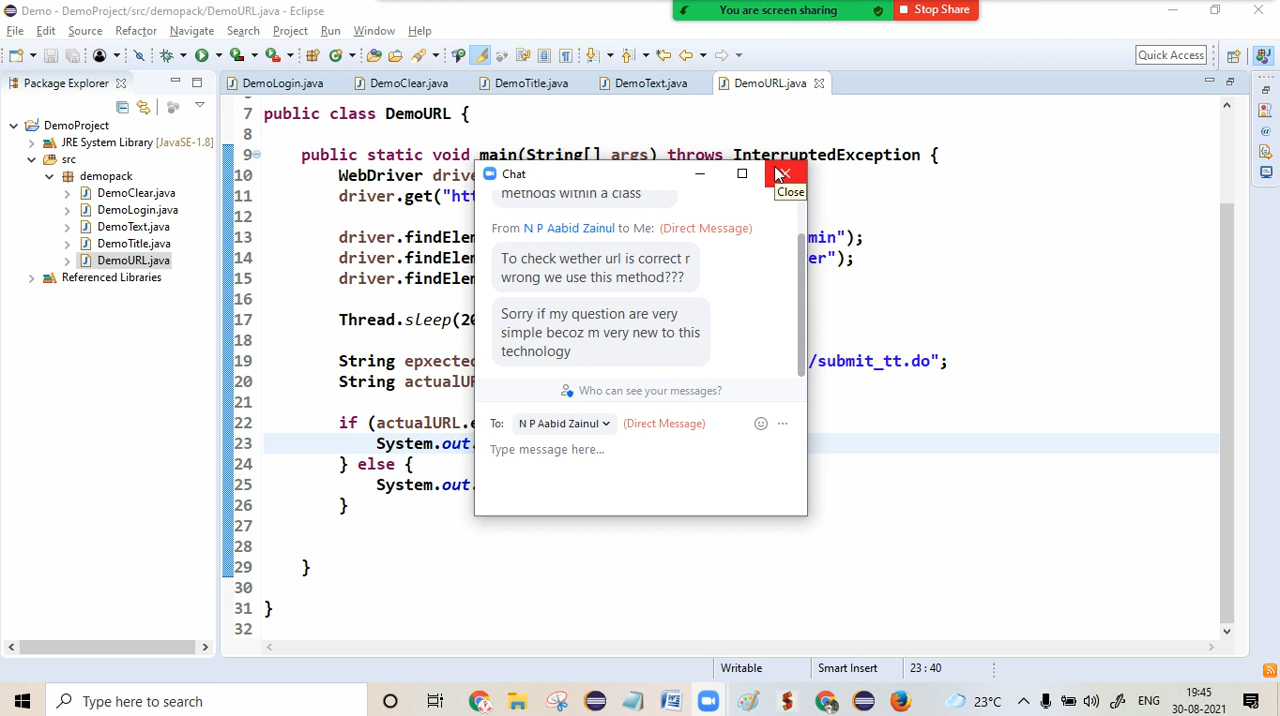 Demo - DemoProject/src/demopack/DemoURL.java - Eclipse
You are screen sharing
Stop Share
File Edit Source Refactor Navigate Search Project Run Window Help
Quick Access
Package Explorer
DemoLogin.java
DemoClear.java
DemoTitle.java
DemoText.java
DemoURL.java
DemoProject
JRE System Library [JavaSE-1.8]
src
demopack
DemoClear.java
DemoLogin.java
DemoText.java
DemoTitle.java
DemoURL.java
Referenced Libraries
7 public class DemoURL {
8
9 public static void main(String[] args) throws InterruptedException {
10 WebDriver drive
11 driver.get("ht
12
13 driver.findElem min");
14 driver.findElem er");
15 driver.findElem
16
17 Thread.sleep(20
18
19 String epxected /submit_tt.do";
20 String actualUR
21
22 if (actualURL.e
23 System.out.
24 } else {
25 System.out.
26 }
27
28
29 }
30
31 }
32
Chat
Close
methods within a class
From N P Aabid Zainul to Me: (Direct Message)
To check wether url is correct r
wrong we use this method???
Sorry if my question are very
simple becoz m very new to this
technology
Who can see your messages?
To: N P Aabid Zainul (Direct Message)
Type message here...
Writable
Smart Insert
23 : 40
Type here to search
23°C
ENG
19:45
30-08-2021